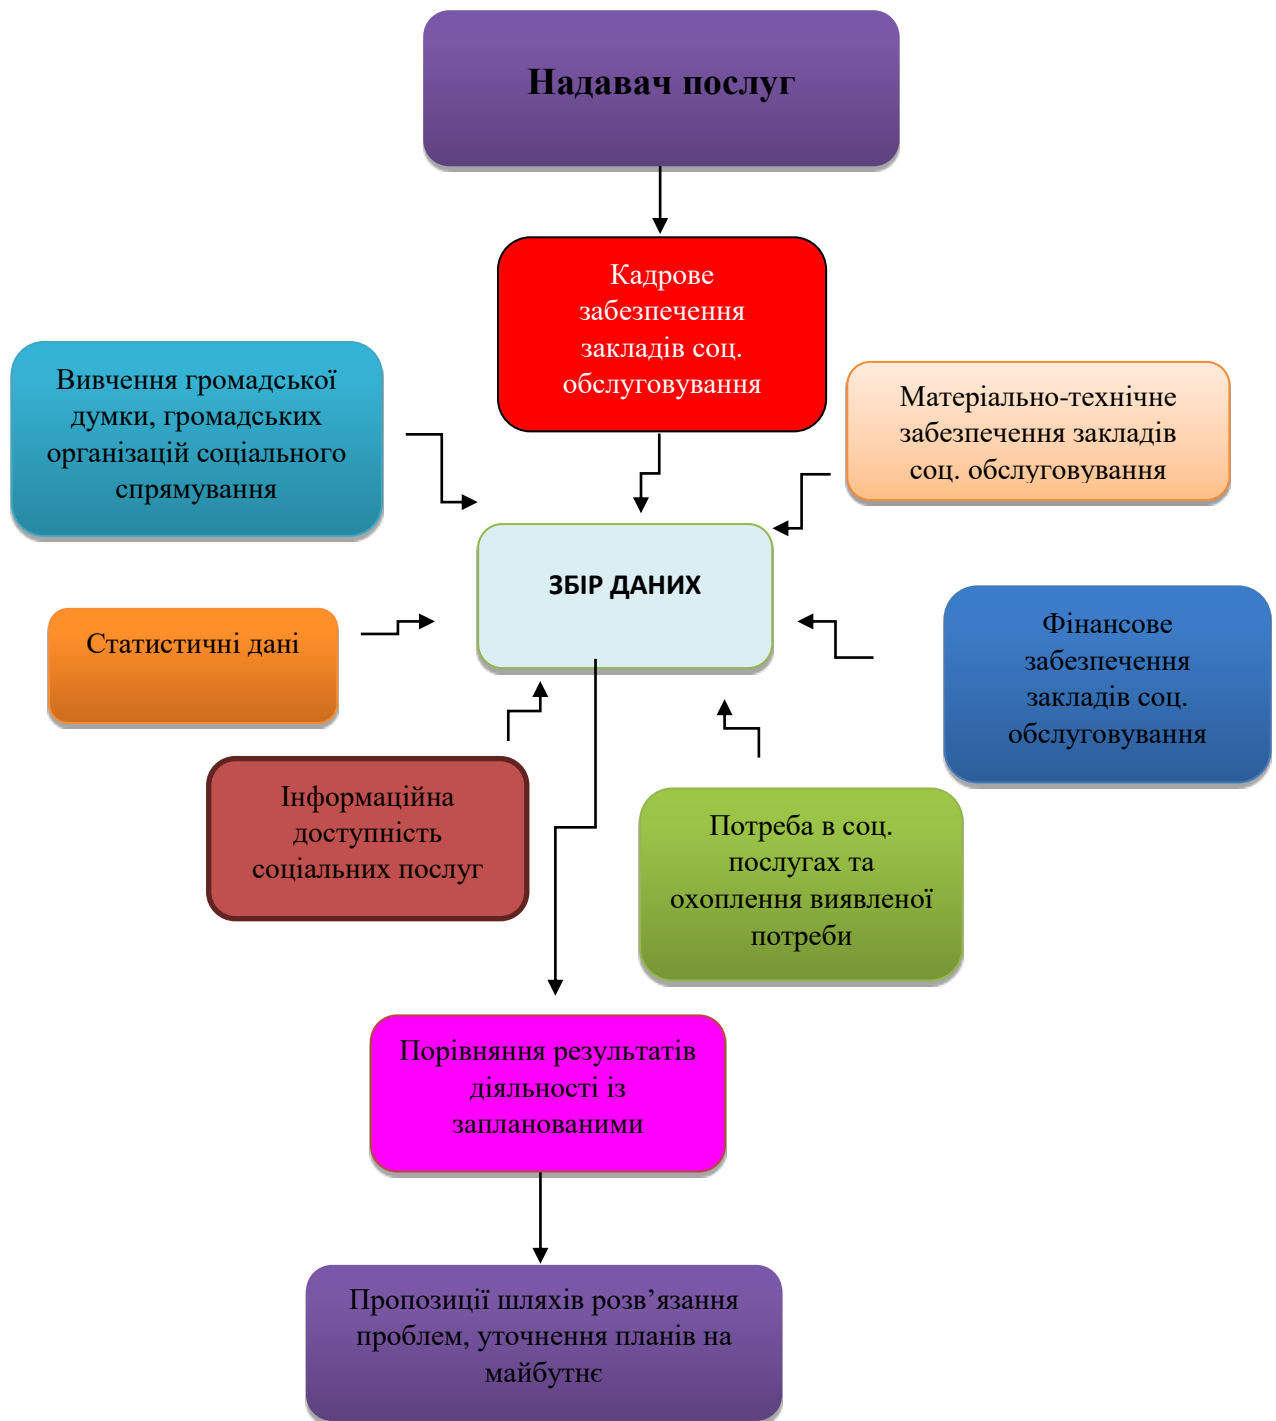 Надавач послуг
Кадрове
забезпечення
закладів соц.
обслуговування
Вивчення громадської
думки, громадських
організацій соціального
спрямування
Матеріально-технічне
забезпечення закладів
соц. обслуговування
ЗБІР ДАНИХ
Статистичні дані
Фінансове
забезпечення
закладів соц.
обслуговування
Інформаційна
доступність
соціальних послуг
Потреба в соц.
послугах та
охоплення виявленої
потреби
Порівняння результатів
діяльності із
запланованими
Пропозиції шляхів розв’язання
проблем, уточнення планів на
майбутнє